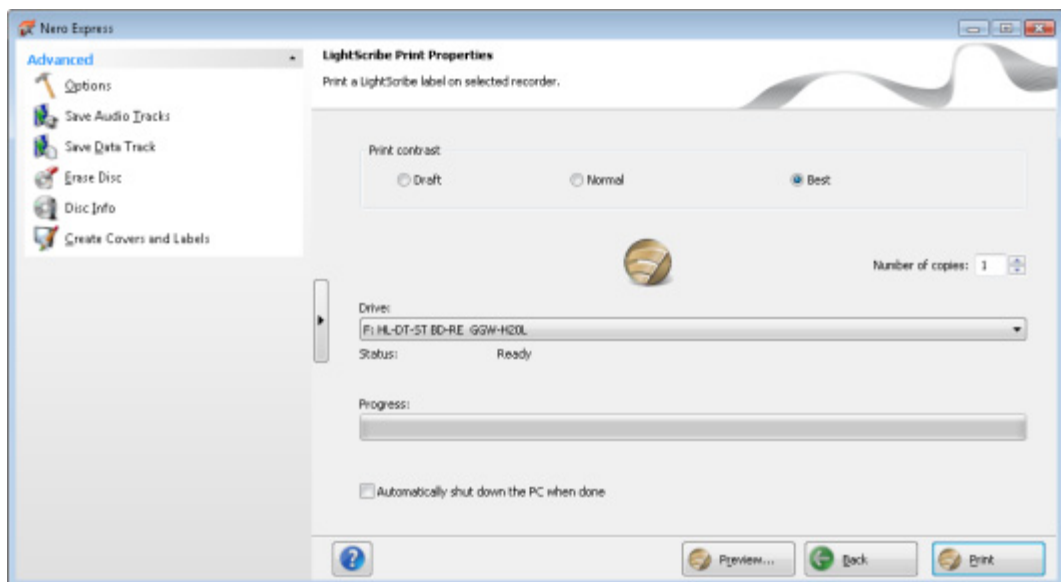 Nero Express
Advanced
Options
Save Audio Tracks
Save Data Track
Erase Disc
Disc Info
Create Covers and Labels
LightScribe Print Properties
Print a LightScribe label on selected recorder.
Print contrast
Draft Normal Best
Number of copies: 1
Drive:
F: HL-DT-ST BD-RE GGW-H20L
Status: Ready
Progress:
Automatically shut down the PC when done
Preview... Back Print